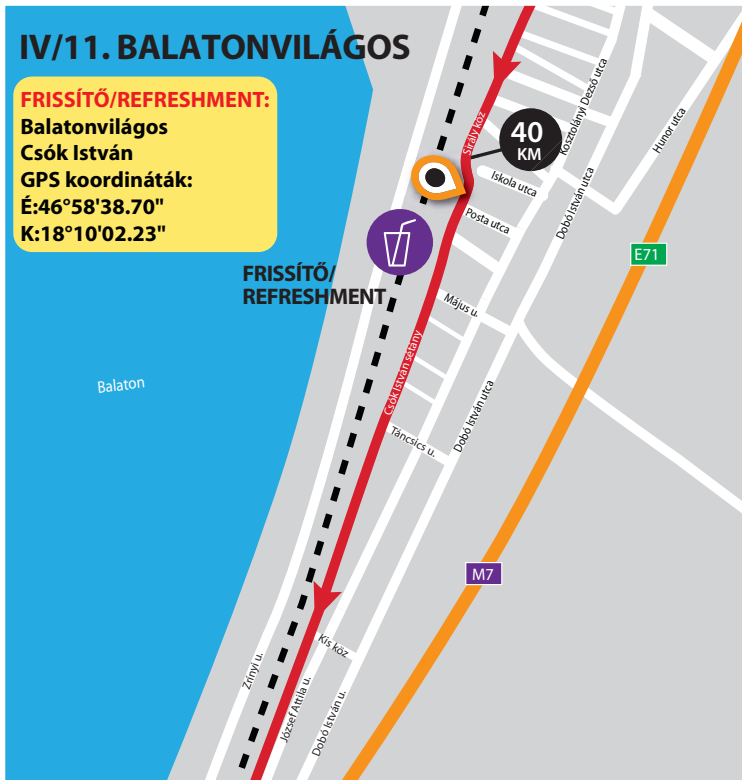 IV/11. BALATONVILÁGOS
FRISSÍTŐ/REFRESHMENT:
Balatonvilágos
Csók István
GPS koordináták:
É:46°58'38.70"
K:18°10'02.23"
40
KM
Sirály köz
Kosztolányi Dezső utca
Hunor utca
Iskola utca
Dobó István utca
Posta utca
E71
FRISSÍTŐ/
REFRESHMENT
Május u.
Balaton
Csók István sétány
Dobó István utca
Táncsics u.
M7
Kis köz
Zrínyi u.
József Attila u.
Dobó István u.